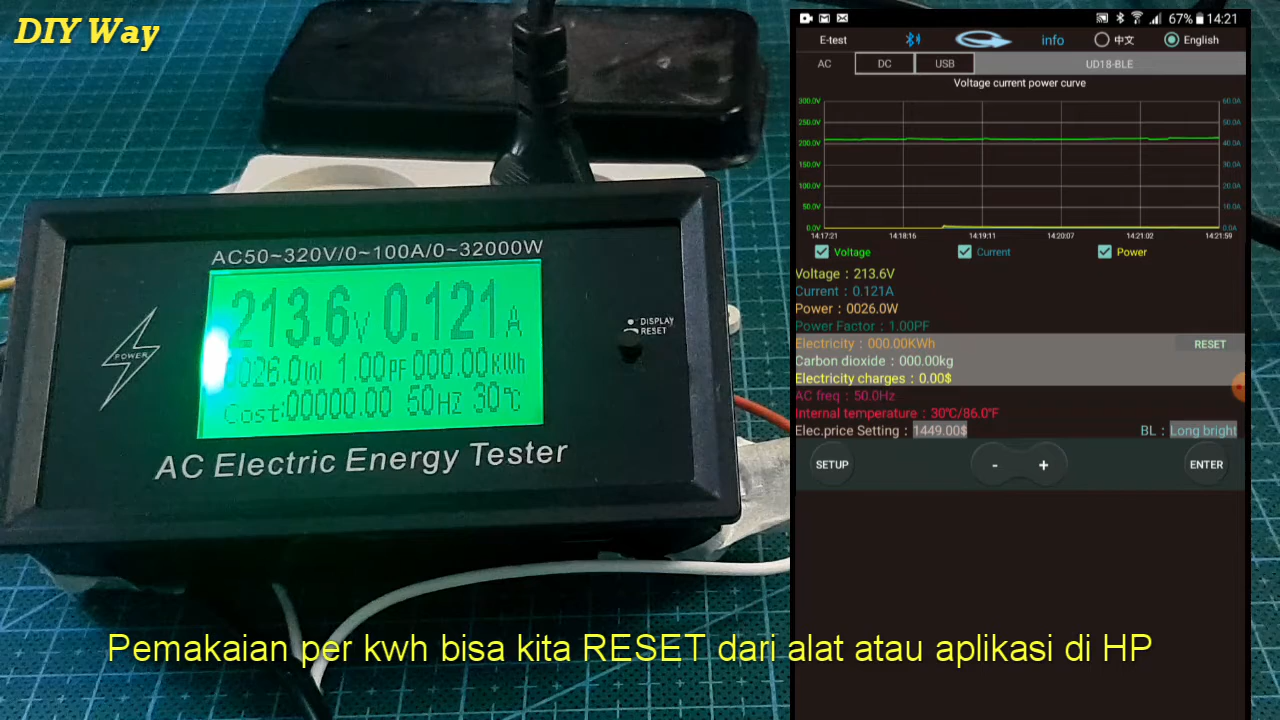 DIY Way
AC50~320V/0~100A/0~32000W
213.6V 0.121A
0026.0W 1.00PF 000.00KWh
Cost:00000.00 50Hz 30℃
POWER
DISPLAY
RESET
AC Electric Energy Tester
67% 14:21
E-test info 中文 English
AC DC USB UD18-BLE
Voltage current power curve
300.0V 60.0A
250.0V 50.0A
200.0V 40.0A
150.0V 30.0A
100.0V 20.0A
50.0V 10.0A
0.0V 0.0A
14:17:21 14:18:16 14:19:11 14:20:07 14:21:02 14:21:59
Voltage Current Power
Voltage : 213.6V
Current : 0.121A
Power : 0026.0W
Power Factor : 1.00PF
Electricity : 000.00KWh RESET
Carbon dioxide : 000.00kg
Electricity charges : 0.00$
AC freq : 50.0Hz
Internal temperature : 30℃/86.0℉
Elec.price Setting : 1449.00$ BL : Long bright
SETUP - + ENTER
Pemakaian per kwh bisa kita RESET dari alat atau aplikasi di HP